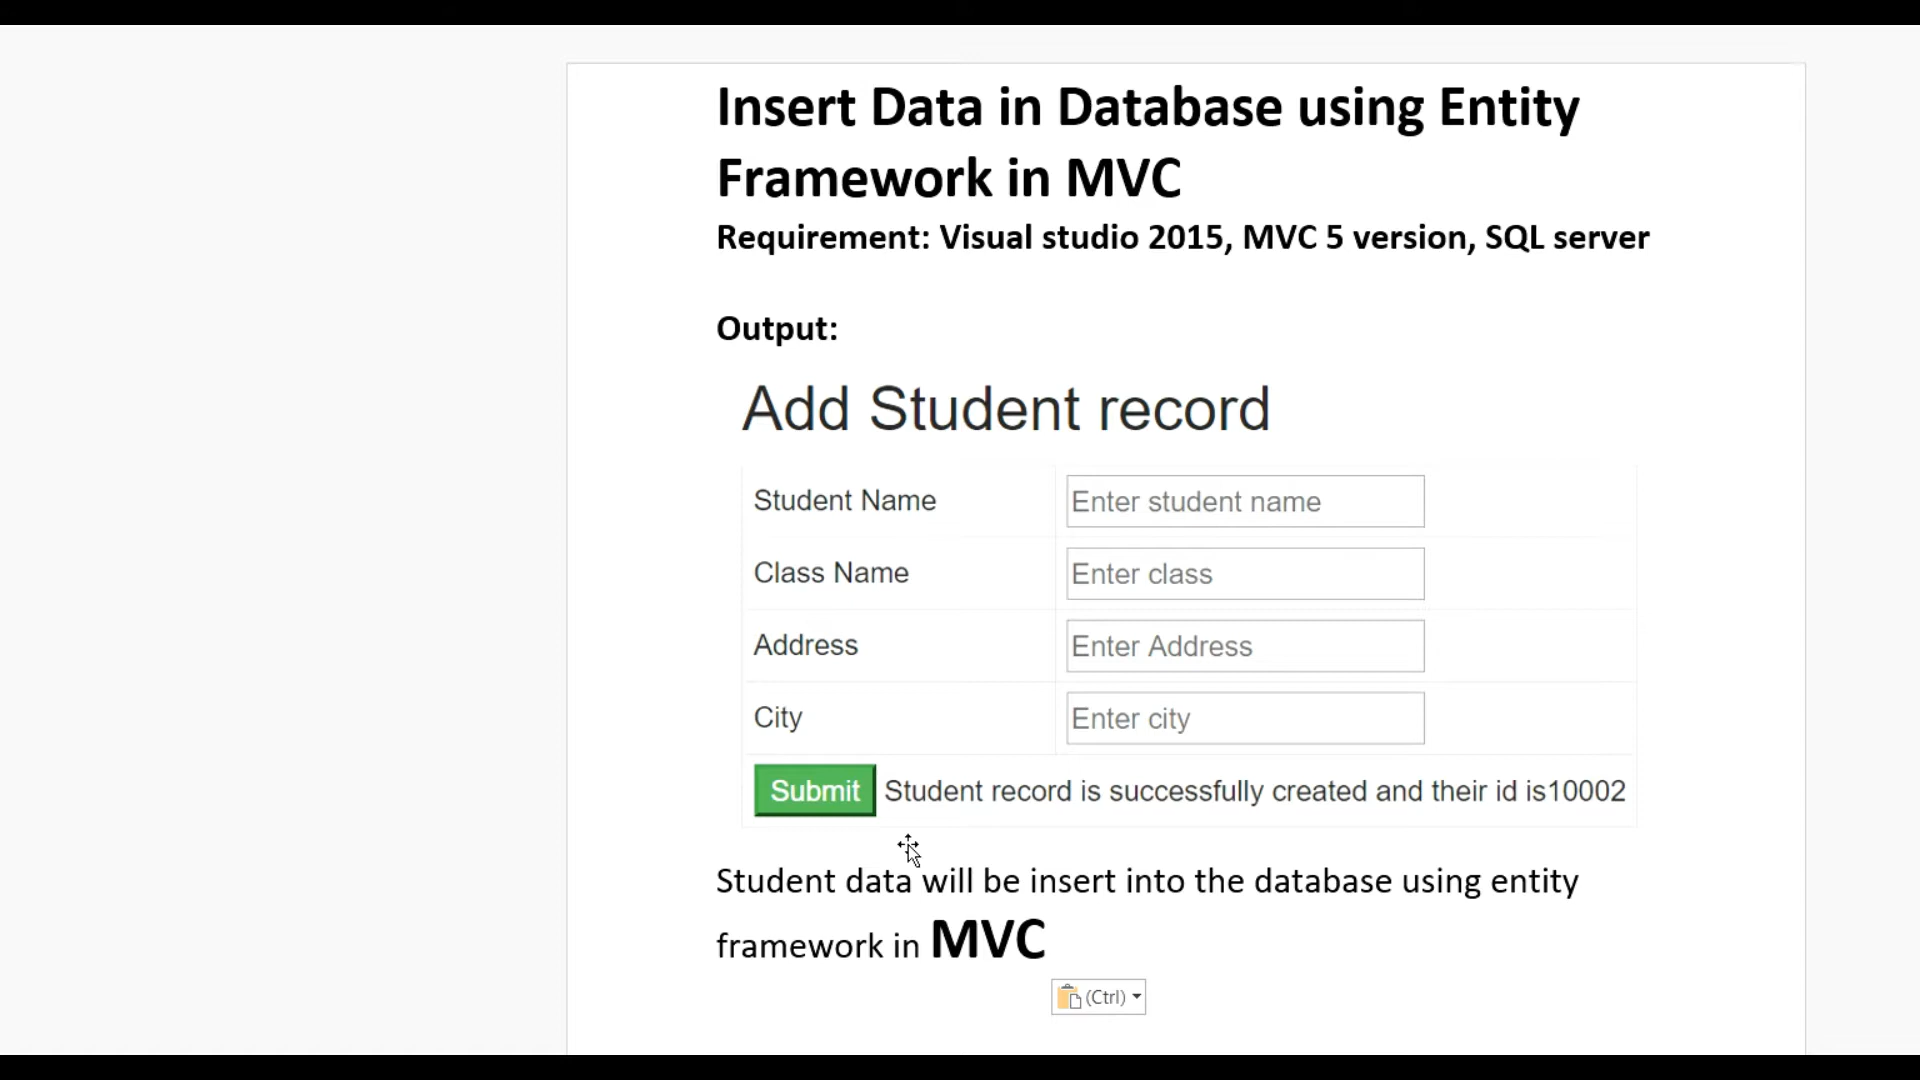 Insert Data in Database using Entity
Framework in MVC
Requirement: Visual studio 2015, MVC 5 version, SQL server
Output:
Add Student record
Student Name Enter student name
Class Name Enter class
Address Enter Address
City Enter city
Submit Student record is successfully created and their id is10002
Student data will be insert into the database using entity
framework in MVC
(Ctrl)